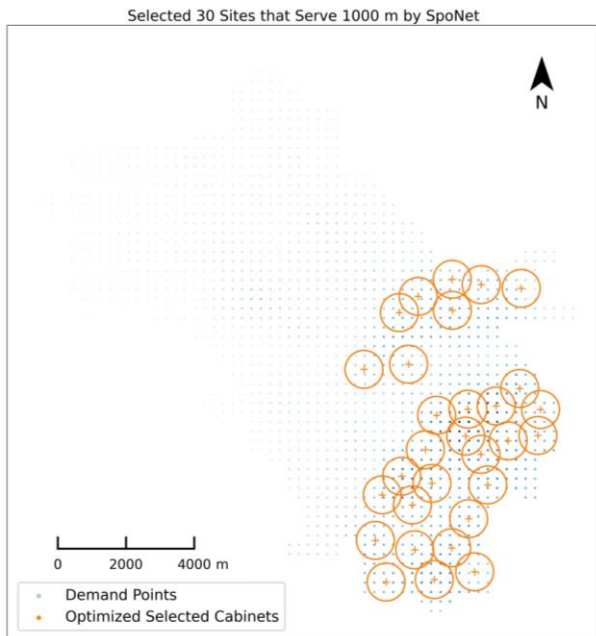 Selected 30 Sites that Serve 1000 m by SpoNet
N
0 2000 4000 m
Demand Points
Optimized Selected Cabinets